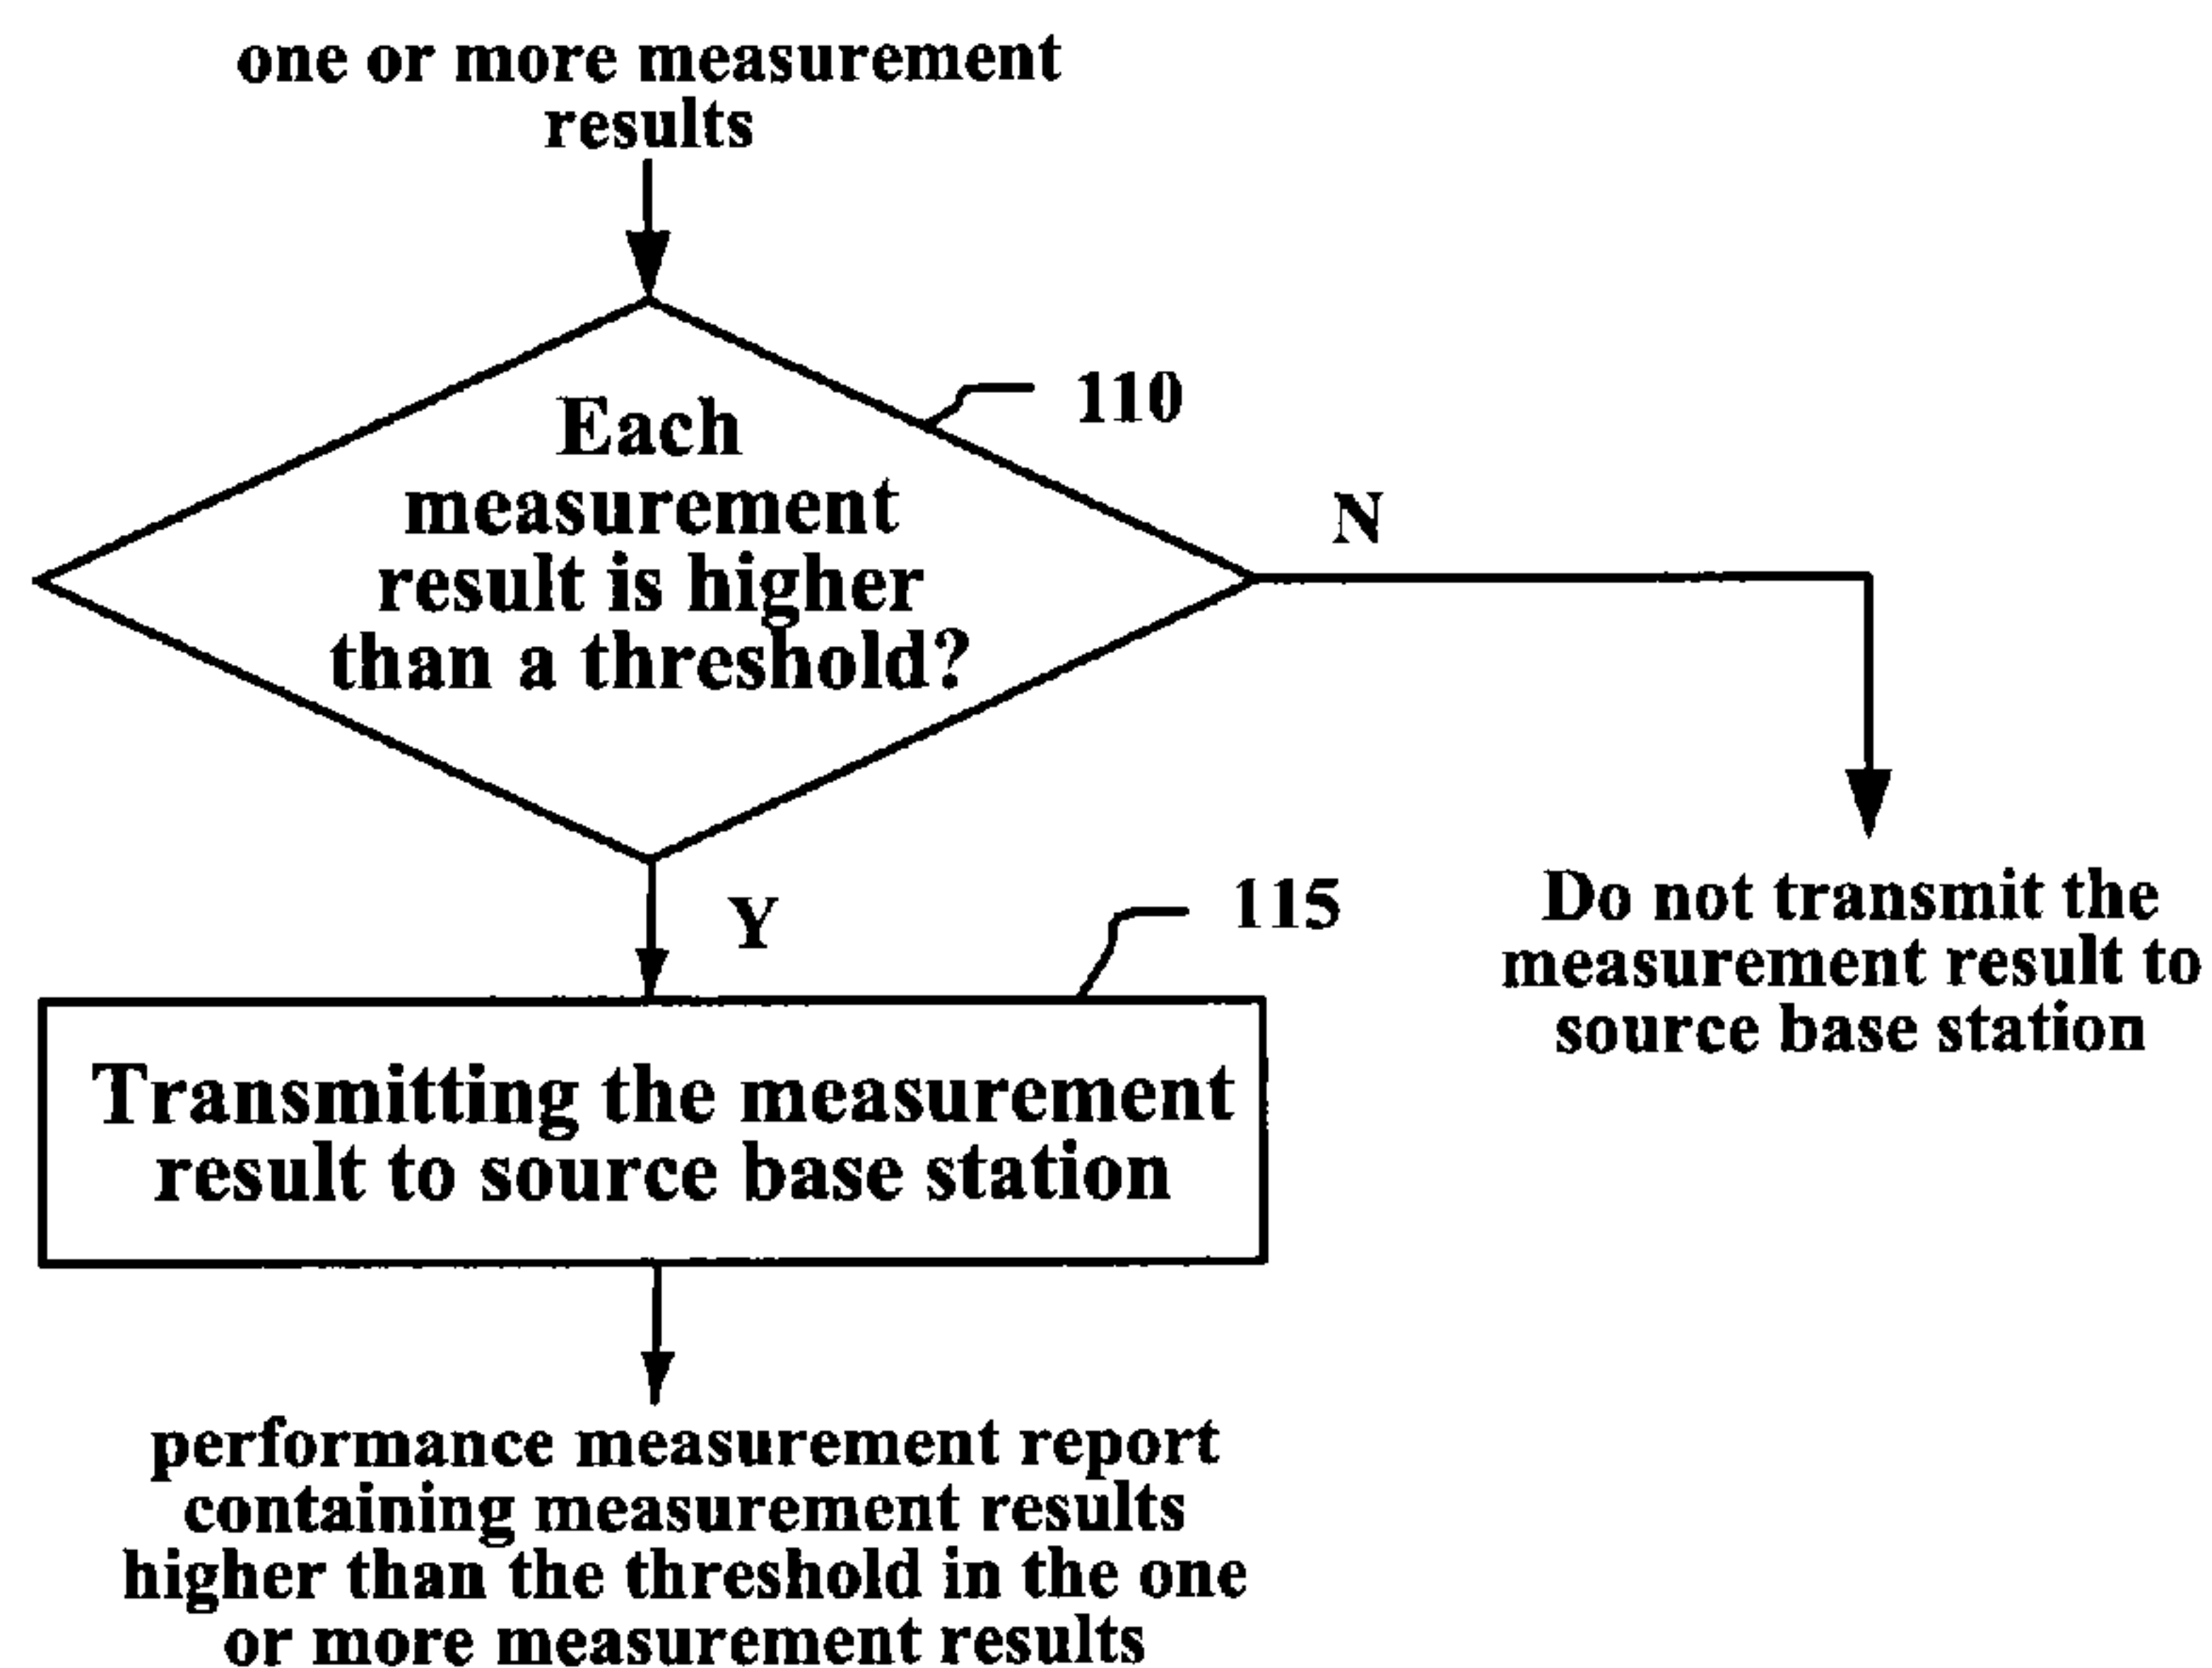 one or more measurement
results
Each
measurement
result is higher
than a threshold?
110
N
Y
115
Do not transmit the
measurement result to
source base station
Transmitting the measurement
result to source base station
performance measurement report
containing measurement results
higher than the threshold in the one
or more measurement results